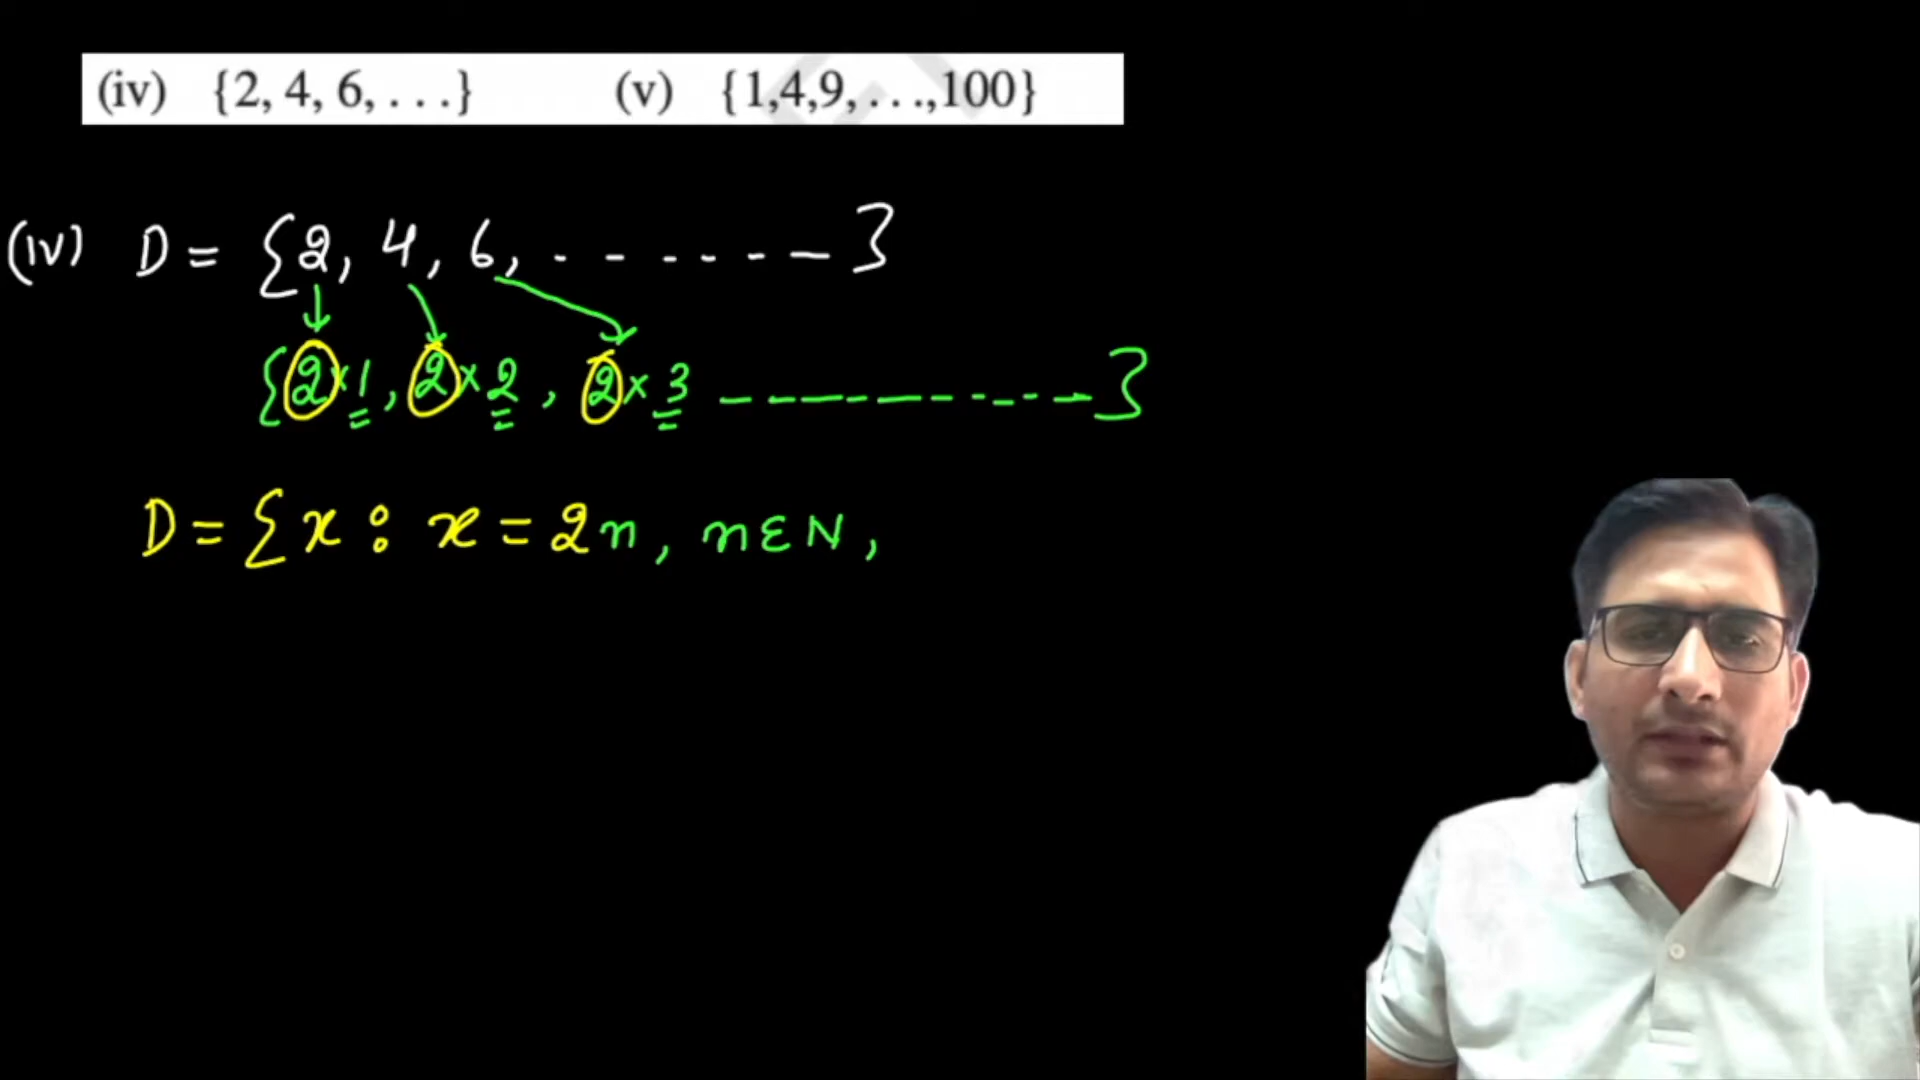 (iv) {2, 4, 6, . . .} (v) {1,4,9, . . .,100}
(iv) D = {2, 4, 6, - - - - - - - }
{2×1, 2×2, 2×3 - - - - - - - - - - }
D = {x : x = 2n, n∈N,